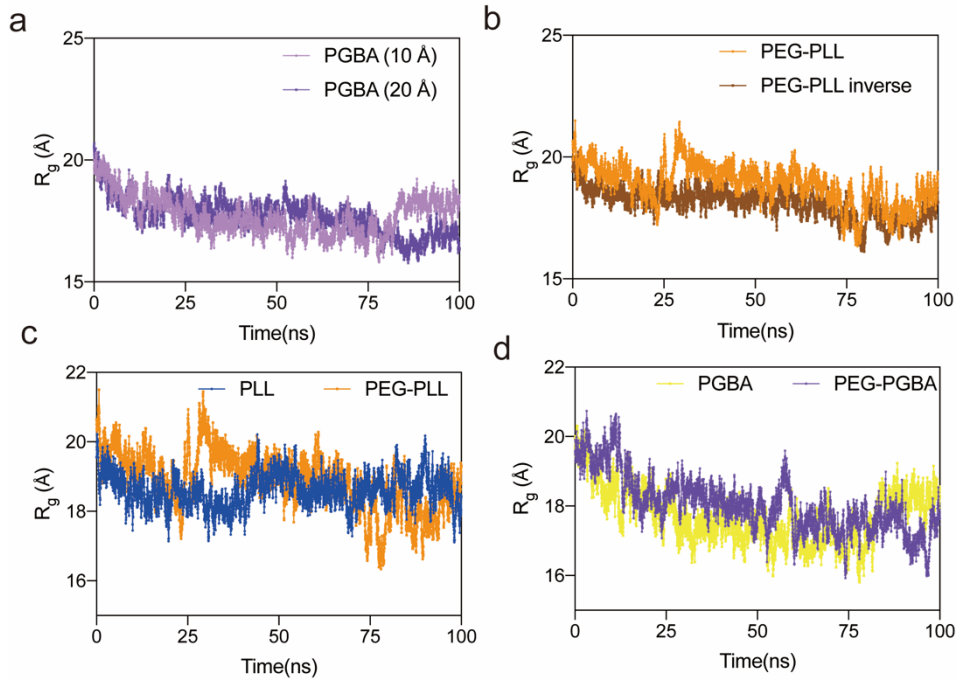 a
25
PGBA (10 Å)
PGBA (20 Å)
20
Rg (Å)
15
0
25
50
75
100
Time(ns)
b
25
PEG-PLL
PEG-PLL inverse
20
Rg (Å)
15
0
25
50
75
100
Time(ns)
c
22
PLL
PEG-PLL
20
Rg (Å)
18
16
0
25
50
75
100
Time(ns)
d
22
PGBA
PEG-PGBA
20
Rg (Å)
18
16
0
25
50
75
100
Time(ns)